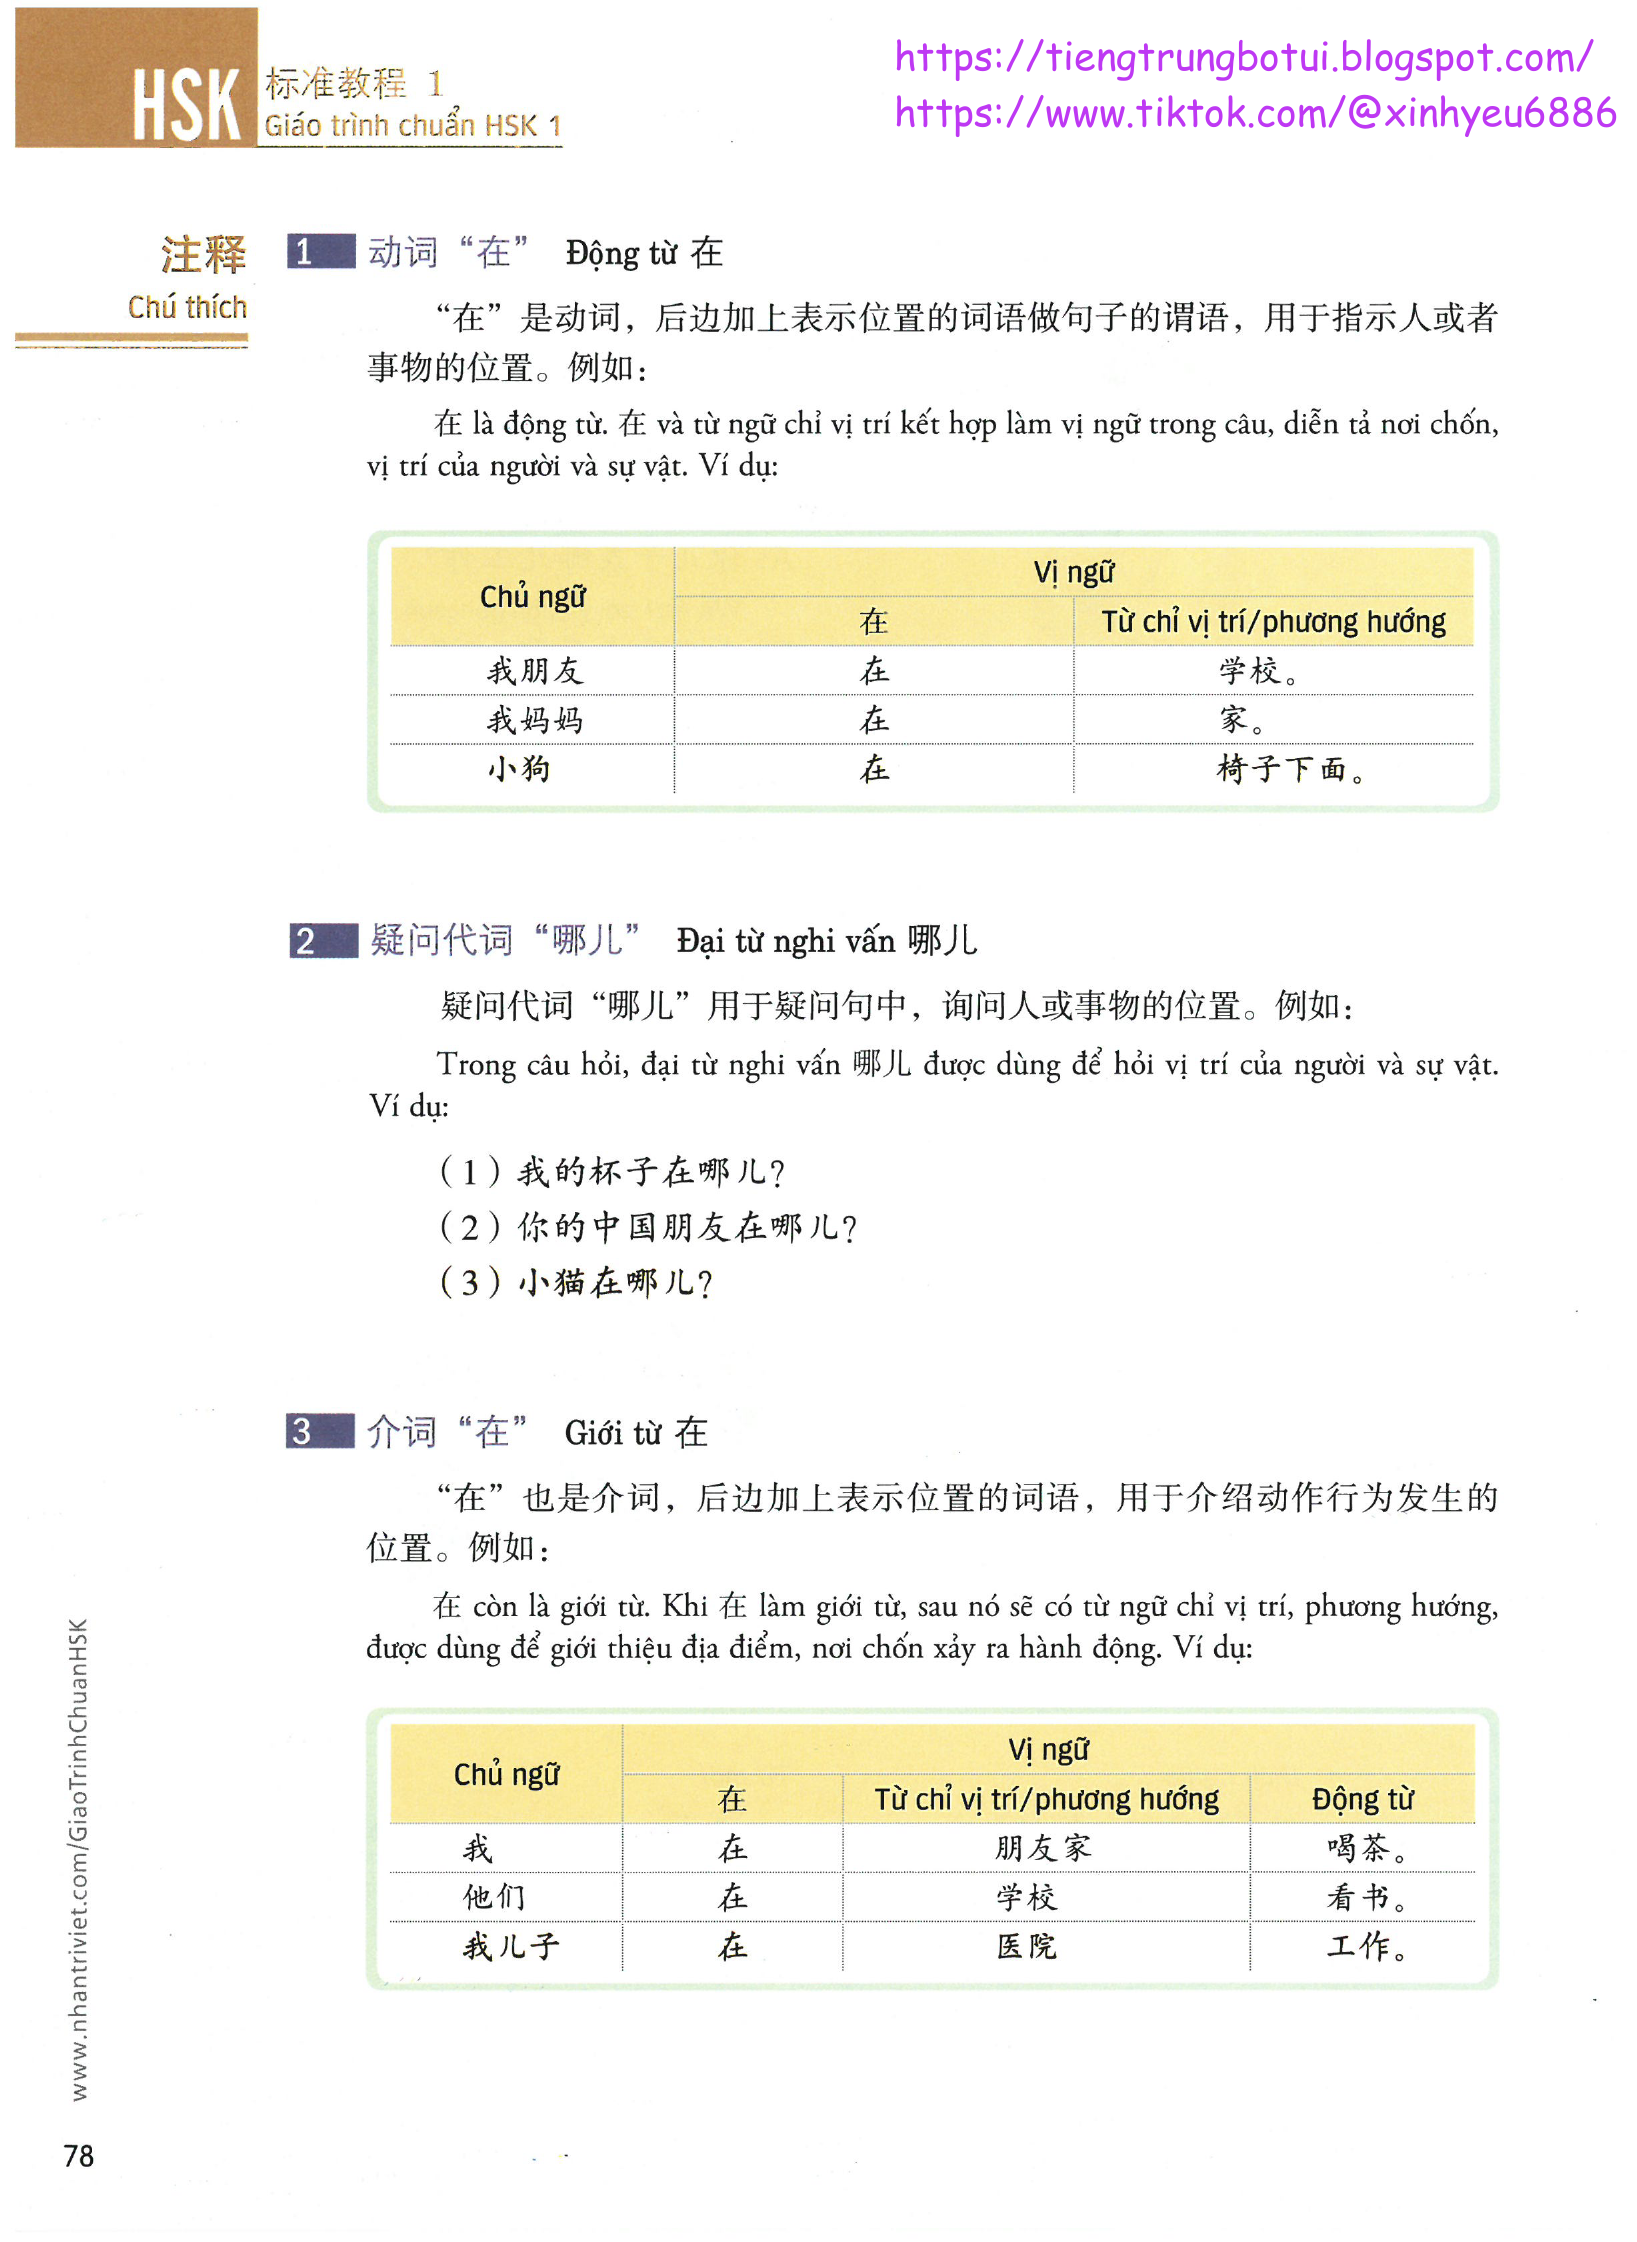 https://tiengtrungbotui.blogspot.com/
https://www.tiktok.com/@xinhyeu6886
HSK 标准教程 1
Giáo trình chuẩn HSK 1
注释
Chú thích
1 动词“在” Động từ 在
“在”是动词，后边加上表示位置的词语做句子的谓语，用于指示人或者
事物的位置。例如：
在 là động từ. 在 và từ ngữ chỉ vị trí kết hợp làm vị ngữ trong câu, diễn tả nơi chốn,
vị trí của người và sự vật. Ví dụ:
Chủ ngữ Vị ngữ
在 Từ chỉ vị trí/phương hướng
我朋友 在 学校。
我妈妈 在 家。
小狗 在 椅子下面。
2 疑问代词“哪儿” Đại từ nghi vấn 哪儿
疑问代词“哪儿”用于疑问句中，询问人或事物的位置。例如：
Trong câu hỏi, đại từ nghi vấn 哪儿 được dùng để hỏi vị trí của người và sự vật.
Ví dụ:
（1）我的杯子在哪儿？
（2）你的中国朋友在哪儿？
（3）小猫在哪儿？
3 介词“在” Giới từ 在
“在”也是介词，后边加上表示位置的词语，用于介绍动作行为发生的
位置。例如：
在 còn là giới từ. Khi 在 làm giới từ, sau nó sẽ có từ ngữ chỉ vị trí, phương hướng,
được dùng để giới thiệu địa điểm, nơi chốn xảy ra hành động. Ví dụ:
Chủ ngữ Vị ngữ
在 Từ chỉ vị trí/phương hướng Động từ
我 在 朋友家 喝茶。
他们 在 学校 看书。
我儿子 在 医院 工作。
www.nhantriviet.com/GiaoTrinhChuanHSK
78